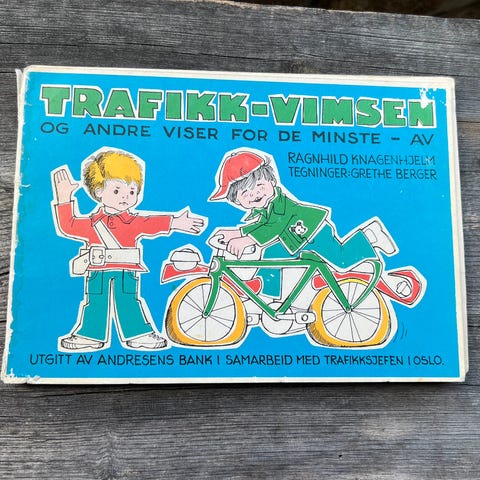 TRAFIKK-VIMSEN
OG ANDRE VISER FOR DE MINSTE - AV
RAGNHILD KNAGENHJELM
TEGNINGER: GRETHE BERGER
UTGITT AV ANDRESENS BANK I SAMARBEID MED TRAFIKKSJEFEN I OSLO.